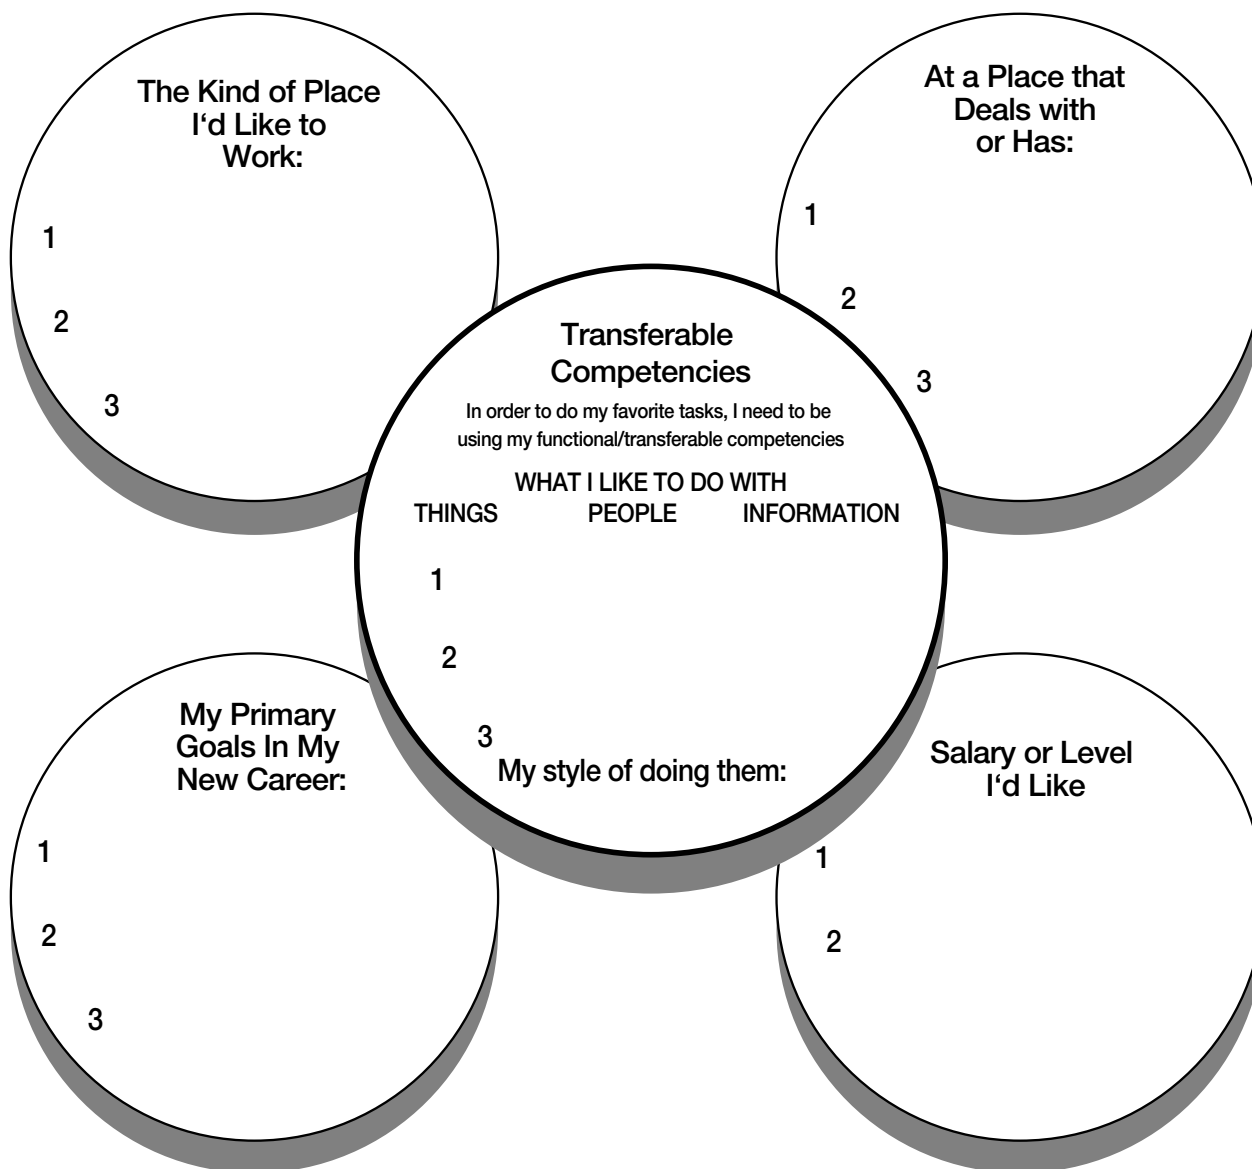 The Kind of Place
I‘d Like to
Work:
1
2
3
At a Place that
Deals with
or Has:
1
2
3
Transferable
Competencies
In order to do my favorite tasks, I need to be
using my functional/transferable competencies
WHAT I LIKE TO DO WITH
THINGS PEOPLE INFORMATION
1
2
3
My style of doing them:
My Primary
Goals In My
New Career:
1
2
3
Salary or Level
I‘d Like
1
2